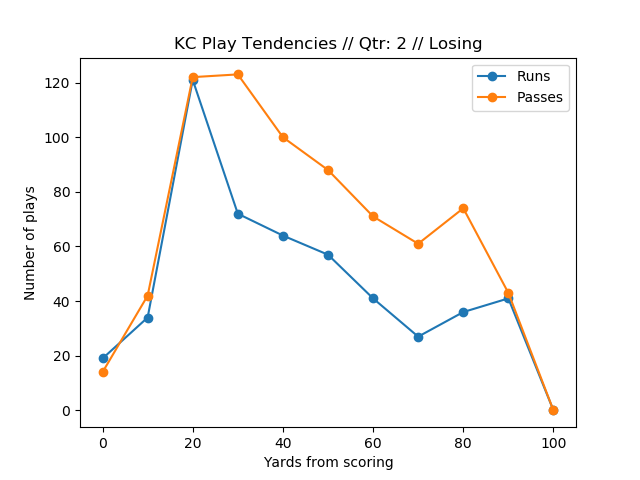 KC Play Tendencies // Qtr: 2 // Losing
Runs
Passes
Number of plays
120
100
80
60
40
20
0
0 20 40 60 80 100
Yards from scoring